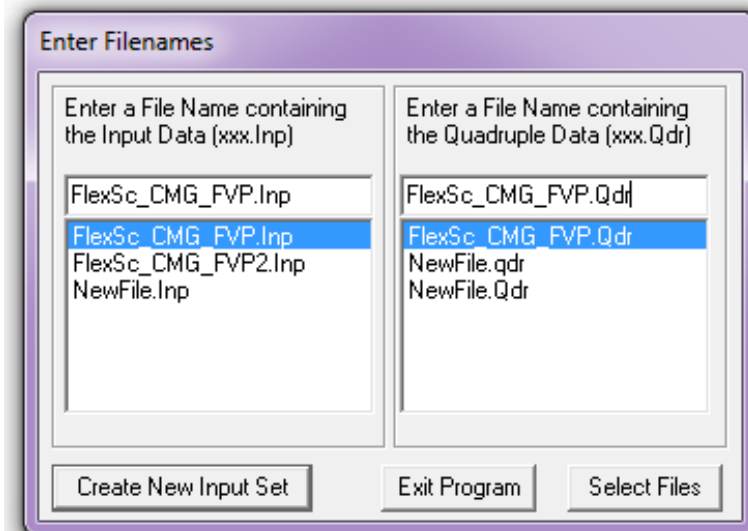 Enter Filenames
Enter a File Name containing
the Input Data (xxx.Inp)
FlexSc_CMG_FVP.Inp
FlexSc_CMG_FVP.Inp
FlexSc_CMG_FVP2.Inp
NewFile.Inp
Enter a File Name containing
the Quadruple Data (xxx.Qdr)
FlexSc_CMG_FVP.Qdr
FlexSc_CMG_FVP.Qdr
NewFile.qdr
NewFile.Qdr
Create New Input Set
Exit Program
Select Files